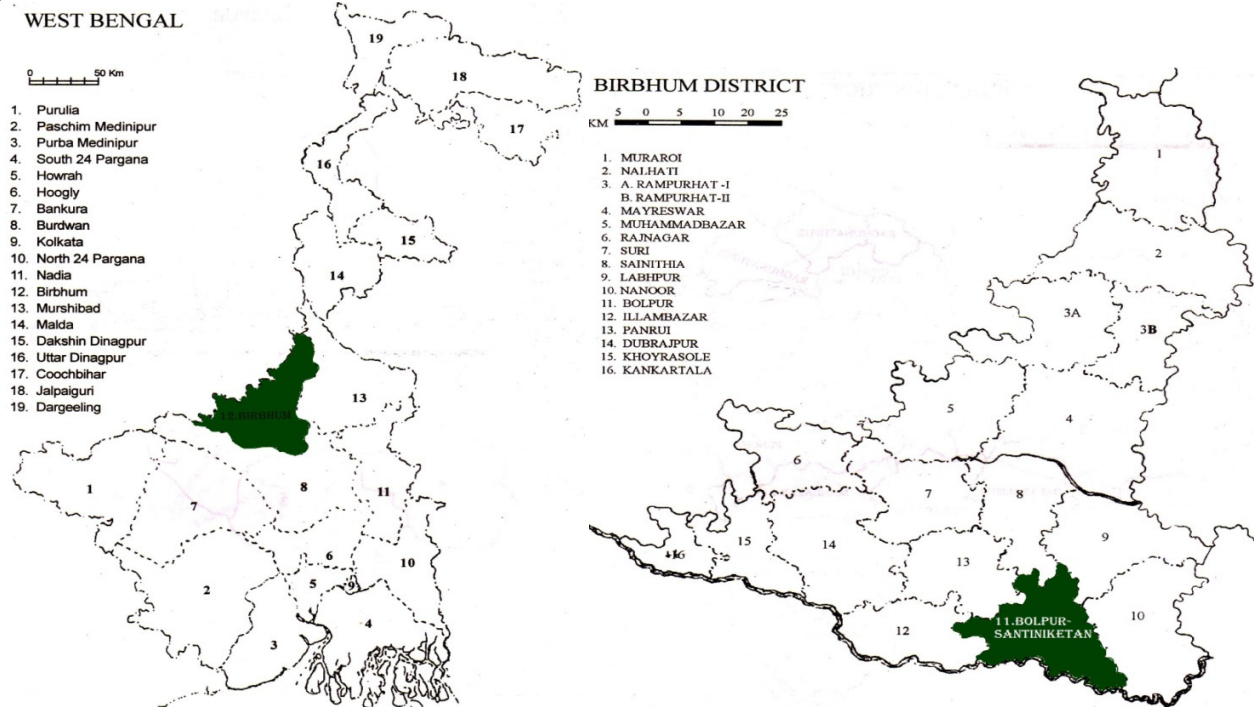 WEST BENGAL
0 50 Km
1. Purulia
2. Paschim Medinipur
3. Purba Medinipur
4. South 24 Pargana
5. Howrah
6. Hoogly
7. Bankura
8. Burdwan
9. Kolkata
10. North 24 Pargana
11. Nadia
12. Birbhum
13. Murshibad
14. Malda
15. Dakshin Dinagpur
16. Uttar Dinagpur
17. Coochbihar
18. Jalpaiguri
19. Dargeeling
19
18
17
16
15
14
12.BIRBHUM
13
1
7
8
11
6
10
2
5
9
4
3
BIRBHUM DISTRICT
KM 5 0 5 10 20 25
1. MURAROI
2. NALHATI
3. A. RAMPURHAT -I
B. RAMPURHAT-II
4. MAYRESWAR
5. MUHAMMADBAZAR
6. RAJNAGAR
7. SURI
8. SAINITHIA
9. LABHPUR
10. NANOOR
11. BOLPUR
12. ILLAMBAZAR
13. PANRUI
14. DUBRAJPUR
15. KHOYRASOLE
16. KANKARTALA
1
2
3A
3B
5
4
6
7
8
16
15
14
9
13
12
11.BOLPUR-
SANTINIKETAN
10